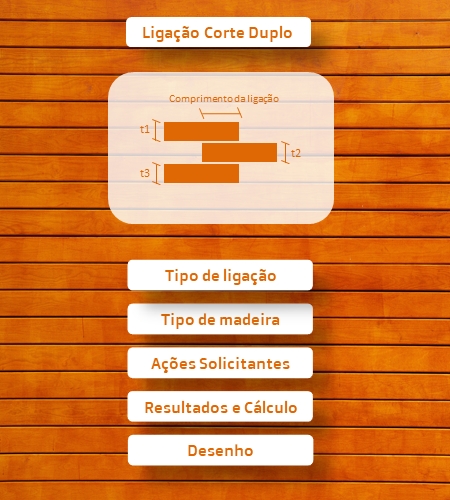 Ligação Corte Duplo
Comprimento da ligação
t1
t2
t3
Tipo de ligação
Tipo de madeira
Ações Solicitantes
Resultados e Cálculo
Desenho